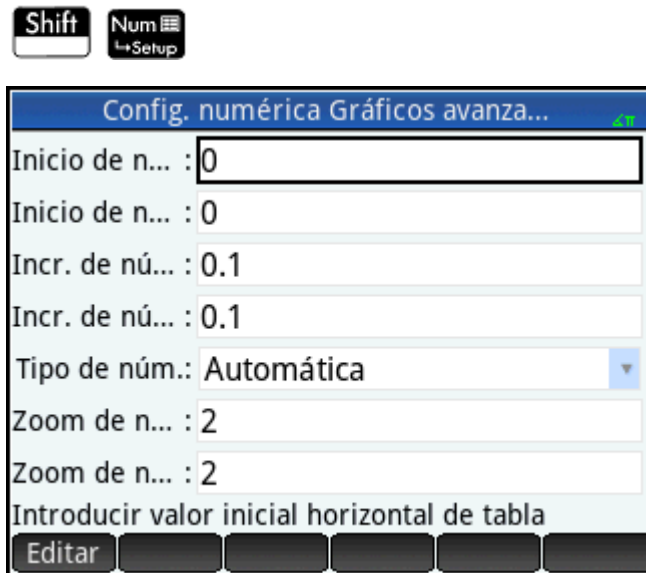 Shift Num
↪Setup
Config. numérica Gráficos avanza... ∡π
Inicio de n... : 0
Inicio de n... : 0
Incr. de nú... : 0.1
Incr. de nú... : 0.1
Tipo de núm.: Automática
Zoom de n... : 2
Zoom de n... : 2
Introducir valor inicial horizontal de tabla
Editar